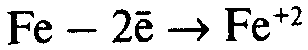 Fe – 2ē → Fe⁺²